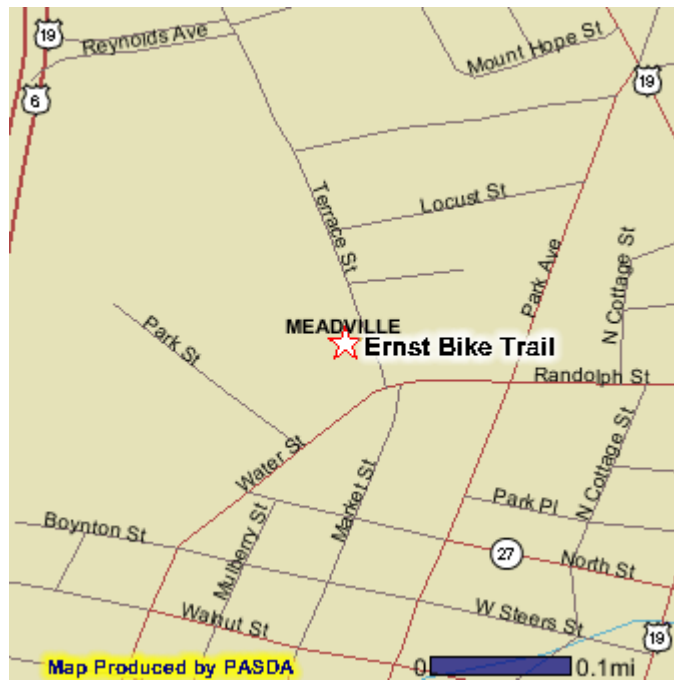 19
Reynolds Ave
Mount Hope St
6
19
Terrace St
Locust St
Park Ave
N Cottage St
MEADVILLE
Park St
Ernst Bike Trail
Randolph St
Water St
Market St
N Cottage St
Park Pl
Boynton St
Mulberry St
27
North St
Walnut St
W Steers St
19
Map Produced by PASDA
0
0.1mi